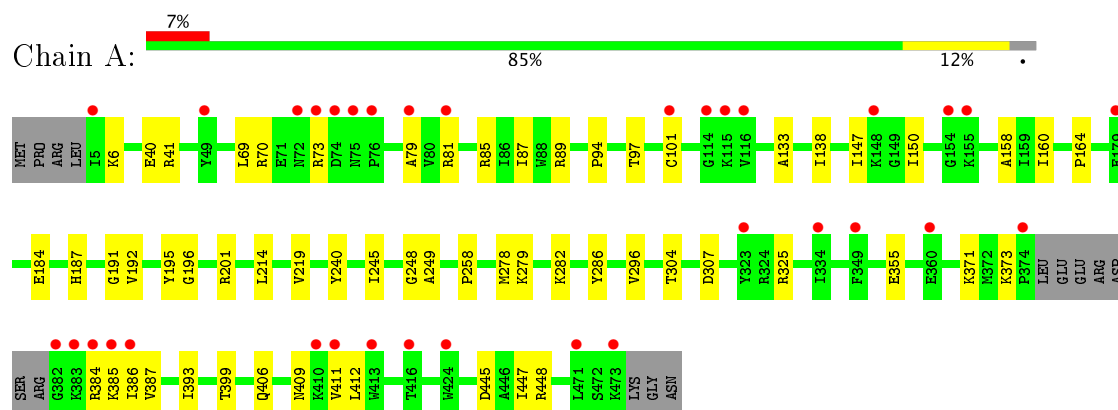 7%
Chain A:
85% 12% .
MET PRO ARG LEU I5 K6 E40 R41 Y49 L69 R70 E71 N72 R73 D74 N75 P76 A79 V80 R81 R85 I86 I87 W88 R89 P94 T97 C101 G114 K115 V116 A133 I138 I147 K148 G149 I150 G154 K155 A158 I159 I160 P164
E184 H187 G191 V192 Y195 G196 R201 L214 V219 Y240 I245 G248 A249 P258 M278 K279 K282 Y286 V296 T304 D307 Y323 R324 R325 I334 F349 E355 E360 K371 M372 K373 P374 LEU GLU GLU ARG ASP
SER ARG G382 K383 R384 K385 I386 V387 I393 T399 Q406 N409 K410 V411 L412 W413 T416 W424 D445 A446 I447 R448 L471 S472 K473 LYS GLY ASN